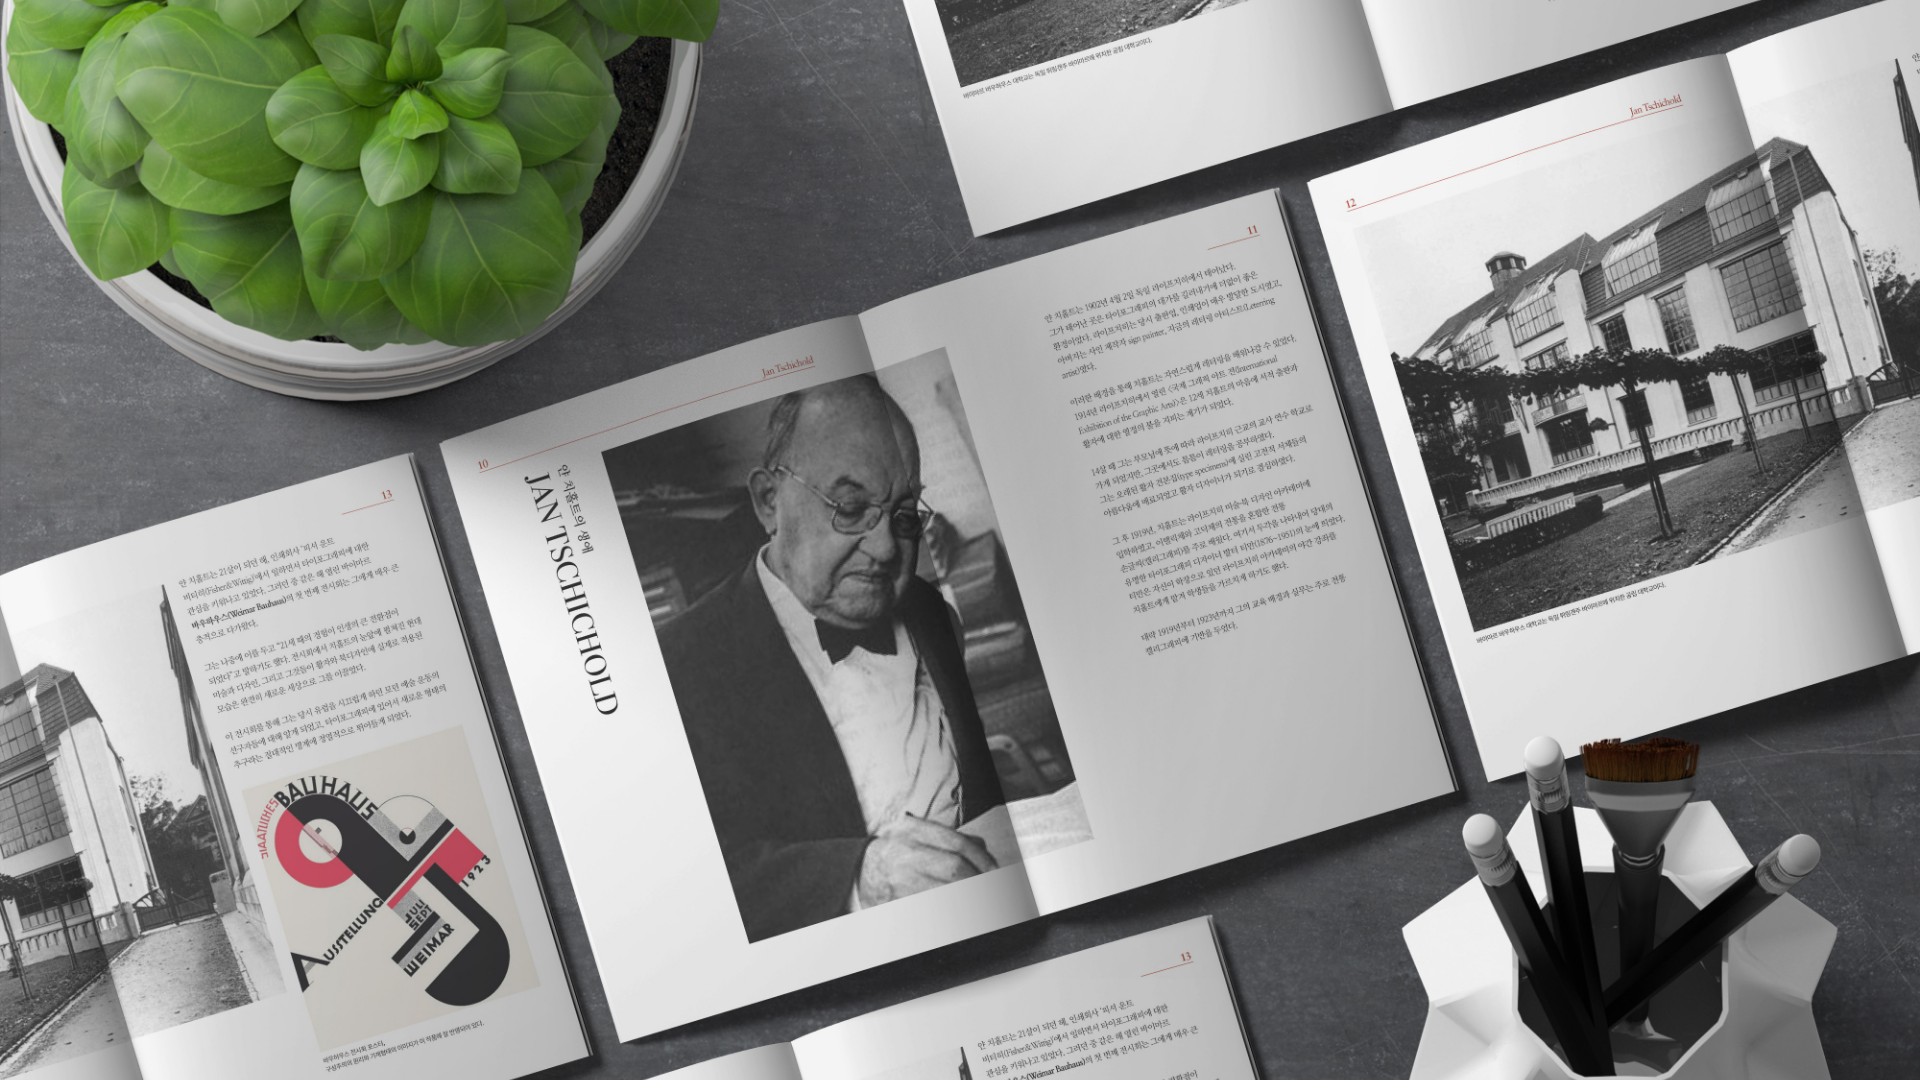 바이마르 바우하우스 대학교는 독일 튀링겐주 바이마르에 위치한 공립 대학교이다.
10
Jan Tschichold
얀 치홀트의 생애
JAN TSCHICHOLD
11
얀 치홀트는 1902년 4월 2일 독일 라이프치히에서 태어났다.
그가 태어난 곳은 타이포그래피의 대가를 길러내기에 더없이 좋은
환경이었다. 라이프치히는 당시 출판업, 인쇄업이 매우 발달한 도시였고,
아버지는 사인 제작자 sign painter, 지금의 레터링 아티스트(Lettering
artist)였다.
이러한 배경을 통해 치홀트는 자연스럽게 레터링을 배워나갈 수 있었다.
1914년 라이프치히에서 열린 《국제 그래픽 아트 전(International
Exhibition of the Graphic Arts)》은 12세 치홀트의 마음에 서적 출판과
활자에 대한 열정의 불을 지피는 계기가 되었다.
14살 때 그는 부모님에 뜻에 따라 라이프치히 근교의 교사 연수 학교로
가게 되었지만, 그곳에서도 틈틈이 레터링을 공부하였다.
그는 오래된 활자 견본집(type specimens)에 실린 고전적 서체들의
아름다움에 매료되었고 활자 디자이너가 되기로 결심하였다.
그 후 1919년, 치홀트는 라이프치히 미술·북 디자인 아카데미에
입학하였고, 이탤릭체와 고딕체의 전통을 혼합한 전통
손글씨(캘리그래피)를 주로 배웠다. 여기서 두각을 나타내어 당대의
유명한 타이포그래피 디자이너 발터 티만(1876~1951)의 눈에 띄었다.
티만은 자신이 학장으로 있던 라이프치히 아카데미의 야간 강좌를
치홀트에게 맡겨 학생들을 가르치게 하기도 했다.
대략 1919년부터 1923년까지 그의 교육 배경과 실무는 주로 전통
캘리그래피에 기반을 두었다.
12
Jan Tschichold
바이마르 바우하우스 대학교는 독일 튀링겐주 바이마르에 위치한 공립 대학교이다.
13
얀 치홀트는 21살이 되던 해, 인쇄회사 '피셔 운트
비티히(Fisher&Wittig)'에서 일하면서 타이포그래피에 대한
관심을 키워나고 있었다. 그러던 중 같은 해 열린 바이마르
바우하우스(Weimar Bauhaus)의 첫 번째 전시회는 그에게 매우 큰
충격으로 다가왔다.
그는 나중에 이를 두고 "21세 때의 경험이 인생의 큰 전환점이
되었다"고 말하기도 했다. 전시회에서 치홀트의 눈앞에 펼쳐진 현대
미술과 디자인, 그리고 그것들이 활자와 북디자인에 실제로 적용된
모습은 완전히 새로운 세상으로 그를 이끌었다.
이 전시회를 통해 그는 당시 유럽을 시끄럽게 하던 모던 예술 운동의
선구자들에 대해 알게 되었고, 타이포그래피에 있어서 새로운 형태의
추구라는 절대적인 명제에 정열적으로 뛰어들게 되었다.
STAATLICHES
BAUHAUS
AUSSTELLUNG
1923
JULI
SEPT
WEIMAR
바우하우스 전시회 포스터,
13
얀 치홀트는 21살이 되던 해, 인쇄회사 '피셔 운트
비티히(Fisher&Wittig)'에서 일하면서 타이포그래피에 대한
관심을 키워나고 있었다. 그러던 중 같은 해 열린 바이마르
(Weimar Bauhaus)의 첫 번째 전시회는 그에게 매우 큰